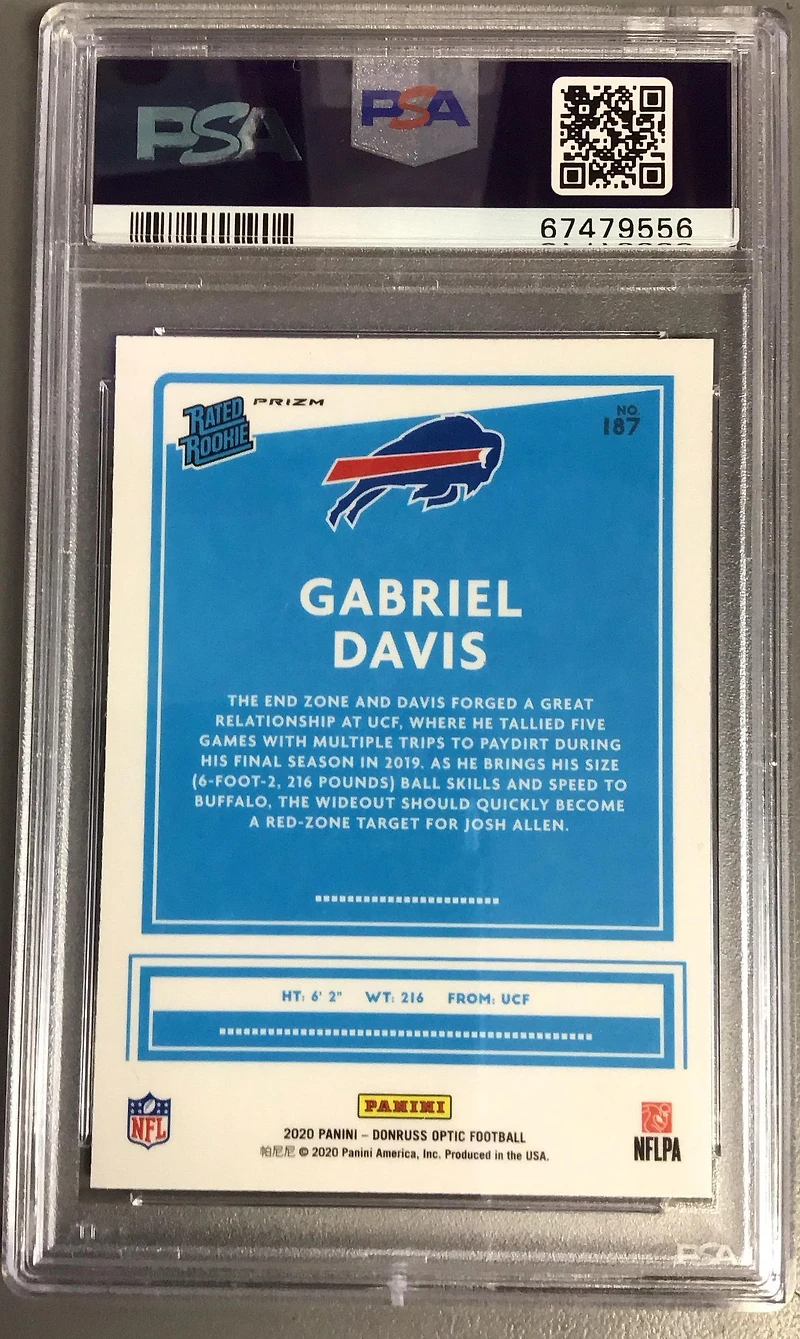 PSA
PSA
67479556
RATED
ROOKIE
PRIZM
NO.
187
GABRIEL
DAVIS
THE END ZONE AND DAVIS FORGED A GREAT
RELATIONSHIP AT UCF, WHERE HE TALLIED FIVE
GAMES WITH MULTIPLE TRIPS TO PAYDIRT DURING
HIS FINAL SEASON IN 2019. AS HE BRINGS HIS SIZE
(6-FOOT-2, 216 POUNDS) BALL SKILLS AND SPEED TO
BUFFALO, THE WIDEOUT SHOULD QUICKLY BECOME
A RED-ZONE TARGET FOR JOSH ALLEN.
HT: 6' 2" WT: 216 FROM: UCF
NFL
PANINI
2020 PANINI – DONRUSS OPTIC FOOTBALL
帕尼尼 © 2020 Panini America, Inc. Produced in the USA.
NFLPA
PSA